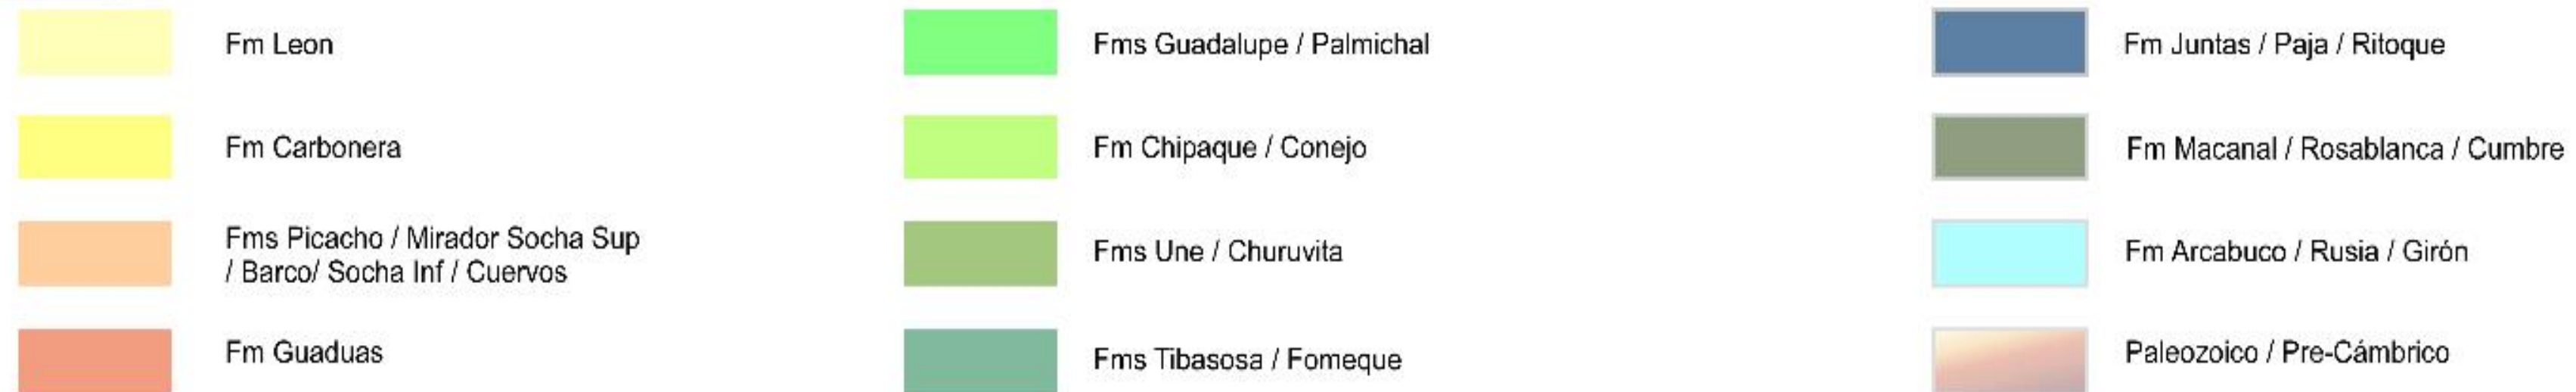 Fm Leon
Fm Carbonera
Fms Picacho / Mirador Socha Sup
/ Barco/ Socha Inf / Cuervos
Fm Guaduas
Fms Guadalupe / Palmichal
Fm Chipaque / Conejo
Fms Une / Churuvita
Fms Tibasosa / Fomeque
Fm Juntas / Paja / Ritoque
Fm Macanal / Rosablanca / Cumbre
Fm Arcabuco / Rusia / Girón
Paleozoico / Pre-Cámbrico